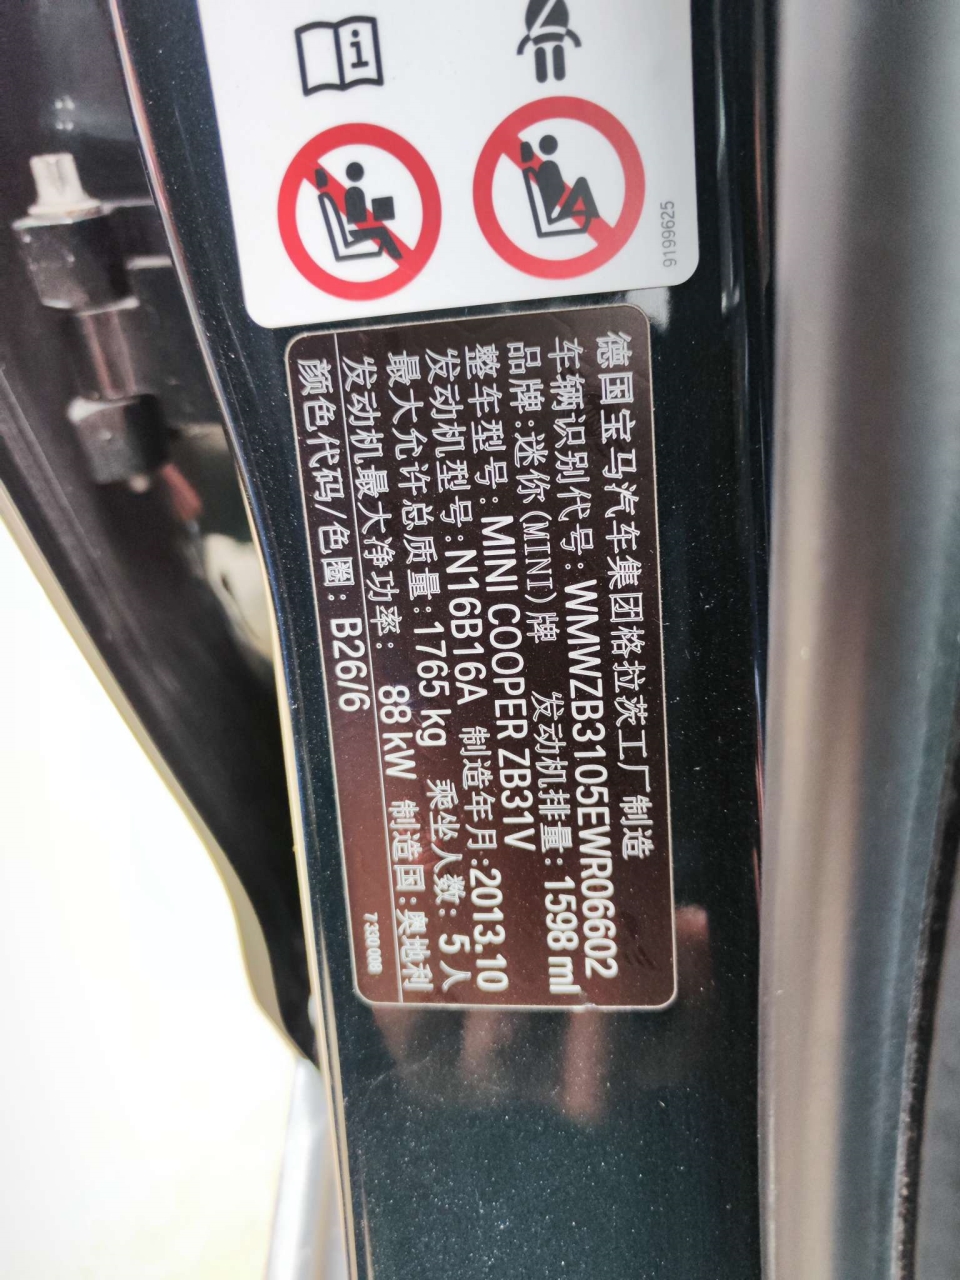 9199625
德国宝马汽车集团格拉茨工厂制造
车辆识别代号: WMWZB3105EWR06602
品牌:迷你(MINI)牌 发动机排量: 1598 ml
整车型号: MINI COOPER ZB31V
发动机型号: N16B16A 制造年月:2013.10
最大允许总质量: 1765 kg 乘坐人数: 5 人
发动机最大净功率: 88 kW 制造国:奥地利
颜色代码/色圈: B26/6
7 330 008